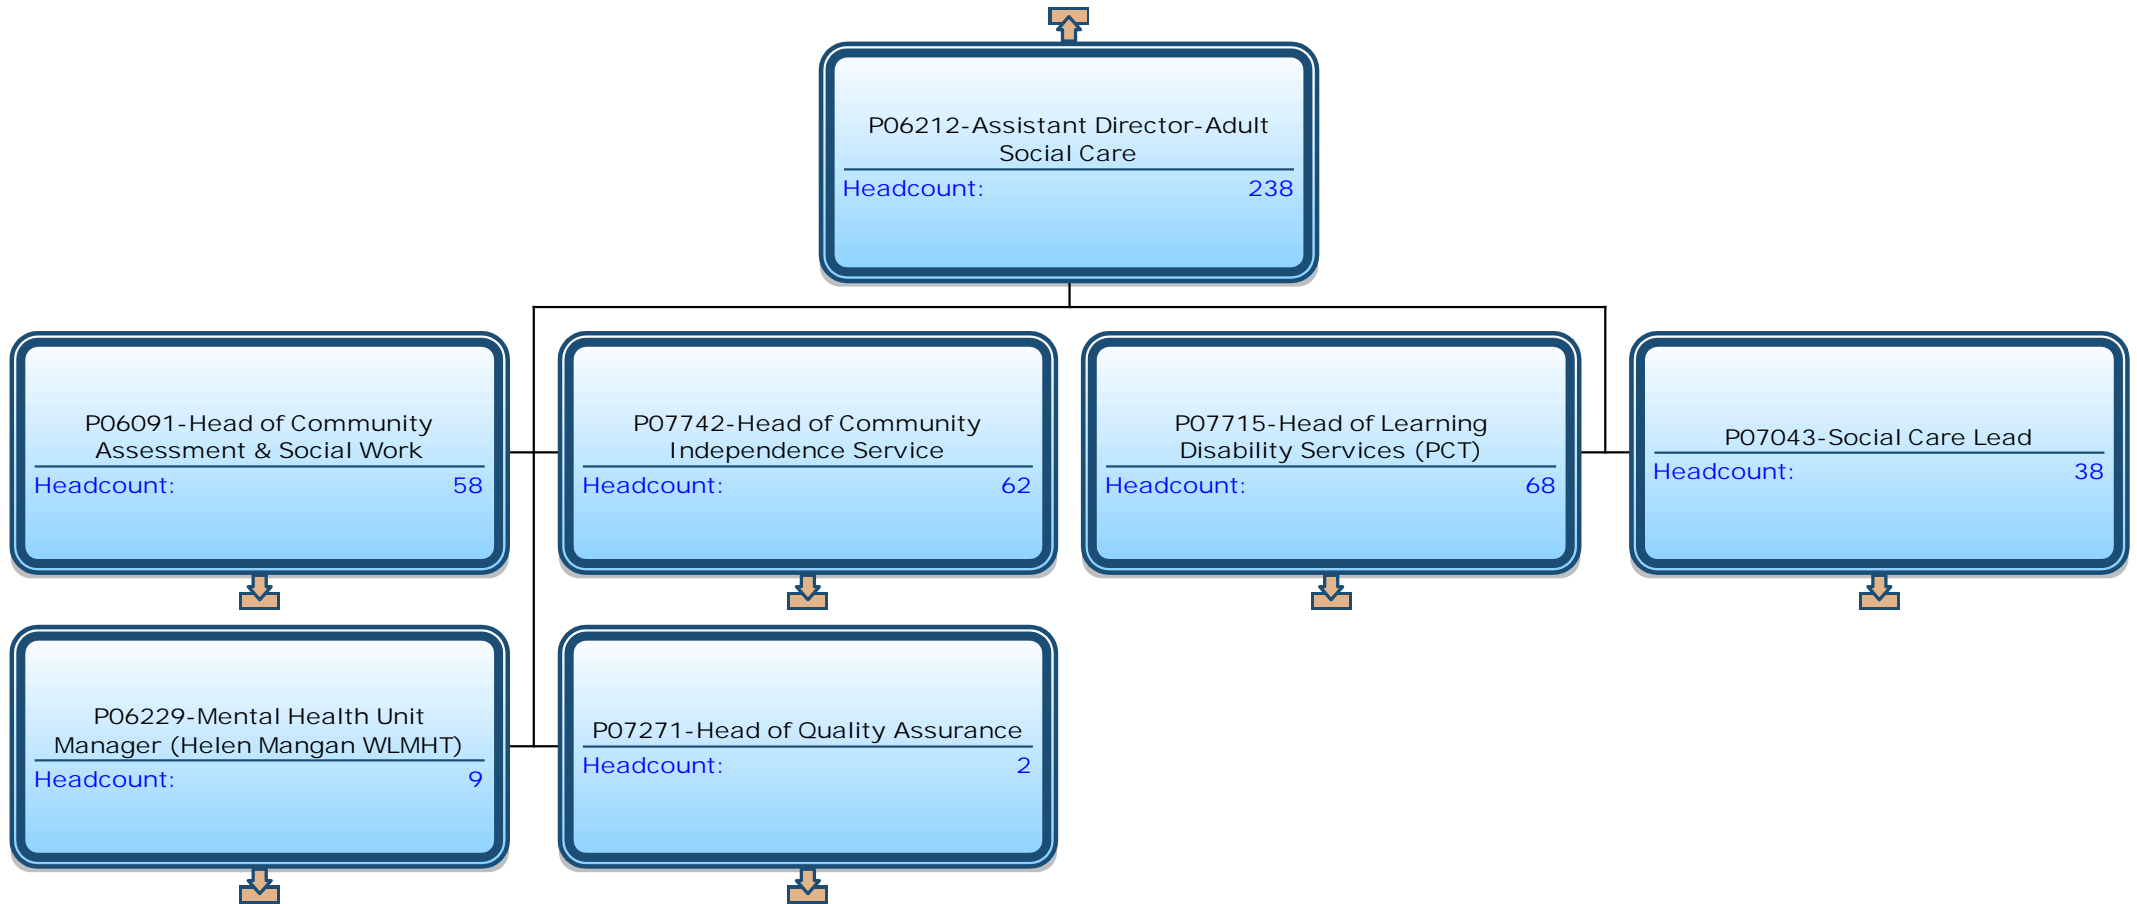 P06212-Assistant Director-Adult
Social Care
Headcount: 238
P06091-Head of Community
Assessment & Social Work
Headcount: 58
P07742-Head of Community
Independence Service
Headcount: 62
P07715-Head of Learning
Disability Services (PCT)
Headcount: 68
P07043-Social Care Lead
Headcount: 38
P06229-Mental Health Unit
Manager (Helen Mangan WLMHT)
Headcount: 9
P07271-Head of Quality Assurance
Headcount: 2